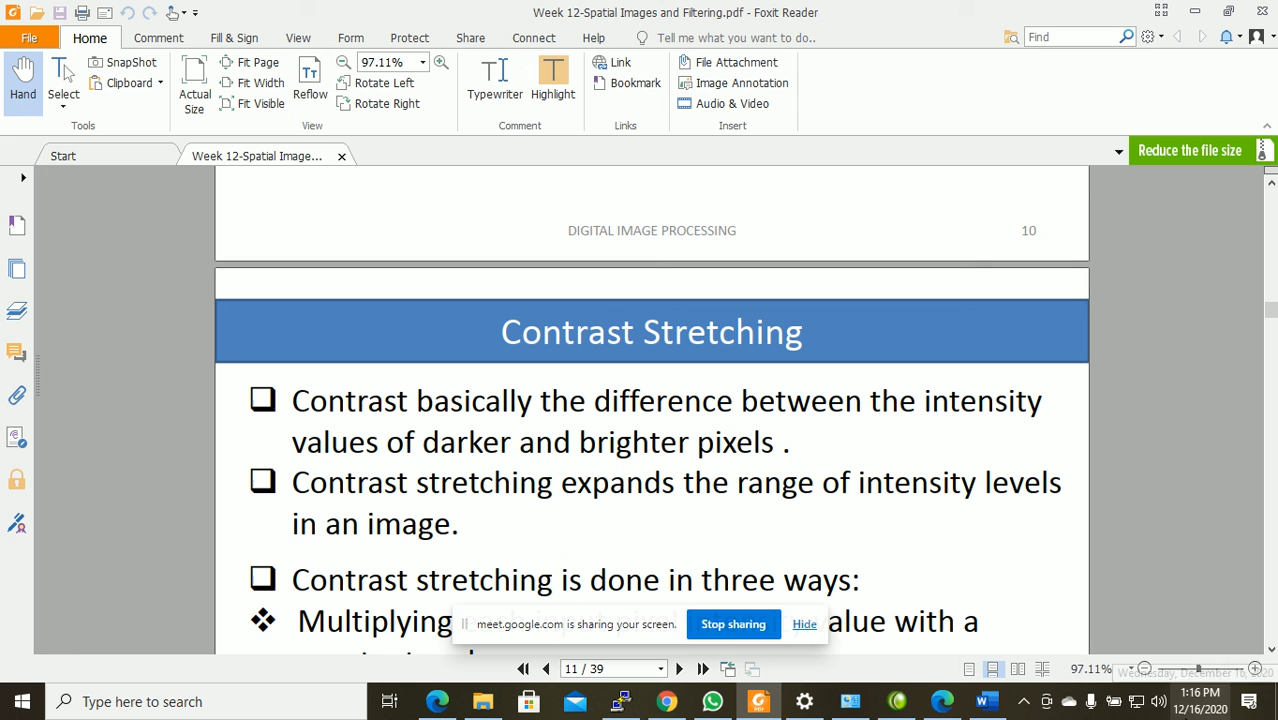 Week 12-Spatial Images and Filtering.pdf - Foxit Reader
File Home Comment Fill & Sign View Form Protect Share Connect Help Tell me what you want to do.. Find
Hand
Select
SnapShot
Clipboard
Tools
Actual
Size
Fit Page
Fit Width
Fit Visible
Reflow
97.11%
Rotate Left
Rotate Right
View
Typewriter
Highlight
Comment
Link
Bookmark
Links
File Attachment
Image Annotation
Audio & Video
Insert
Start
Week 12-Spatial Image...
Reduce the file size
DIGITAL IMAGE PROCESSING 10
Contrast Stretching
Contrast basically the difference between the intensity
values of darker and brighter pixels .
Contrast stretching expands the range of intensity levels
in an image.
Contrast stretching is done in three ways:
Multiplying
alue with a
meet.google.com is sharing your screen. Stop sharing Hide
11 / 39
97.11%
Wednesday, December 16, 2020
Type here to search
1:16 PM
12/16/2020